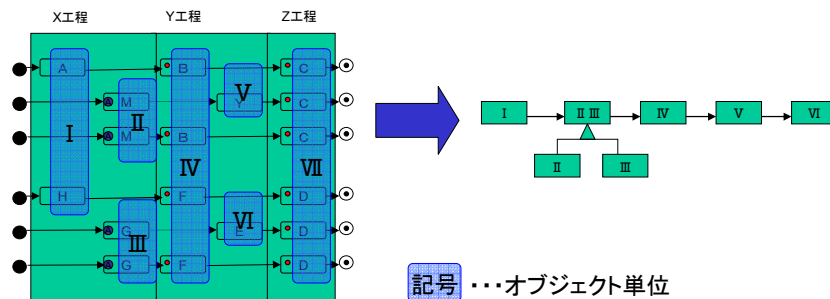 X工程 Y工程 Z工程
A B C
Ⅴ
M Y C
Ⅰ Ⅱ
M B C
Ⅳ Ⅶ
H F D
Ⅵ
G E D
Ⅲ
G F D
Ⅰ Ⅱ Ⅲ Ⅳ Ⅴ Ⅵ
Ⅱ Ⅲ
記号 ・・・オブジェクト単位